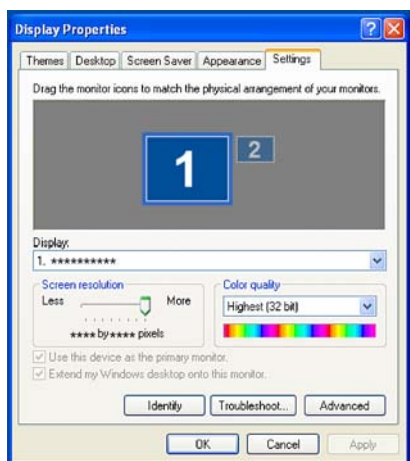 Display Properties
Themes Desktop Screen Saver Appearance Settings
Drag the monitor icons to match the physical arrangement of your monitors.
1 2
Display:
1. **********
Screen resolution
Less More
**** by **** pixels
Color quality
Highest (32 bit)
Use this device as the primary monitor.
Extend my Windows desktop onto this monitor.
Identify Troubleshoot... Advanced
OK Cancel Apply